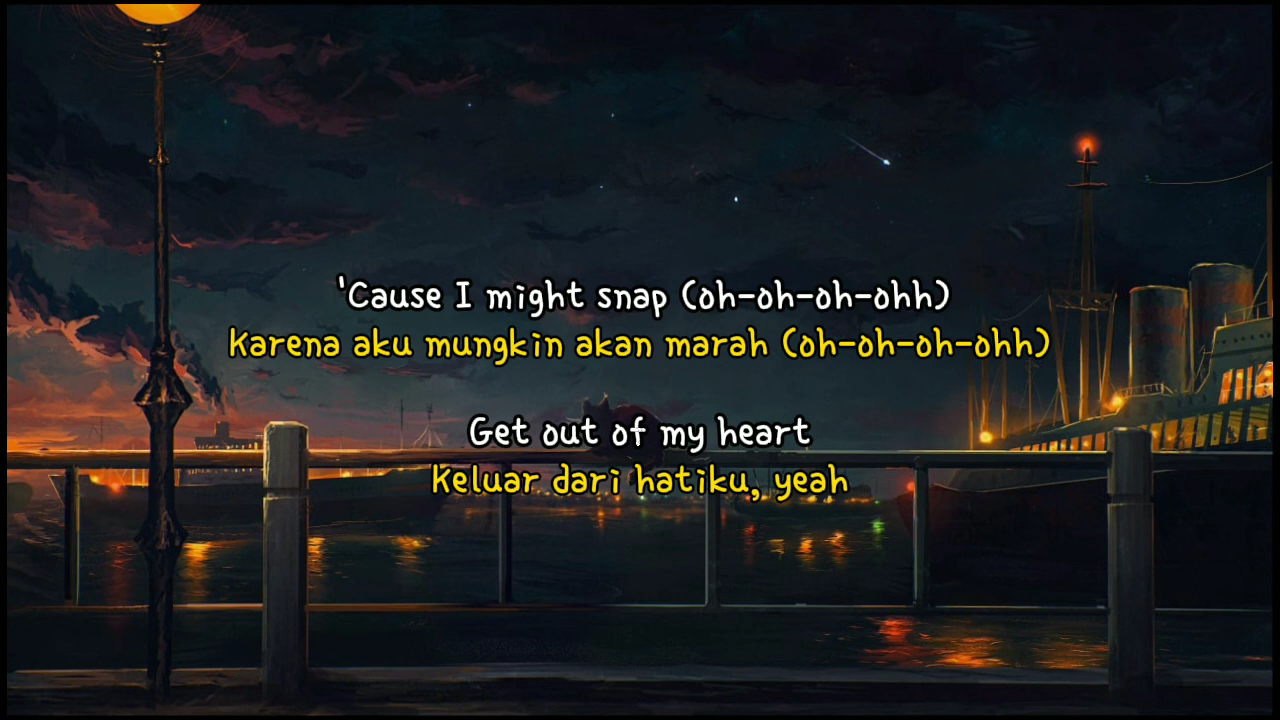 'Cause I might snap (oh-oh-oh-ohh)
Karena aku mungkin akan marah (oh-oh-oh-ohh)
Get out of my heart
Keluar dari hatiku, yeah